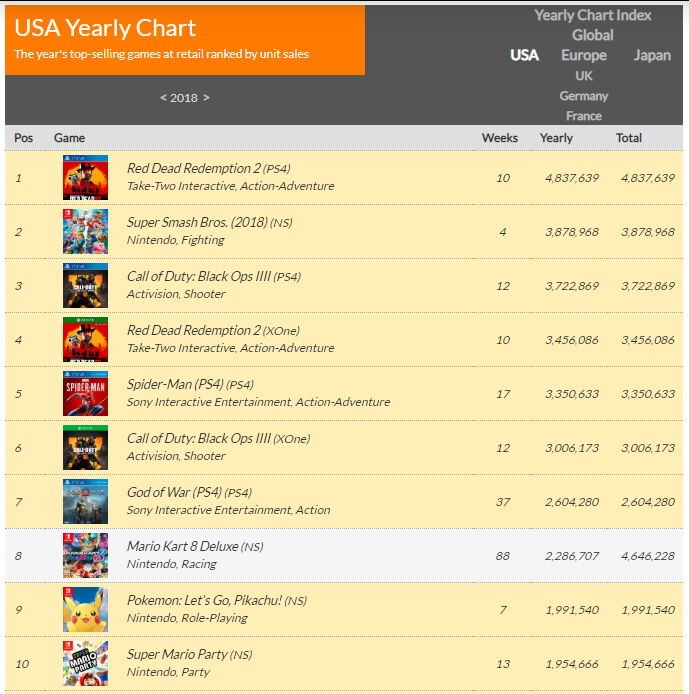 USA Yearly Chart
The year's top-selling games at retail ranked by unit sales
< 2018 >
Yearly Chart Index
Global
USA Europe Japan
UK
Germany
France
Pos Game Weeks Yearly Total
1 Red Dead Redemption 2 (PS4) 10 4,837,639 4,837,639
Take-Two Interactive, Action-Adventure
2 Super Smash Bros. (2018) (NS) 4 3,878,968 3,878,968
Nintendo, Fighting
3 Call of Duty: Black Ops IIII (PS4) 12 3,722,869 3,722,869
Activision, Shooter
4 Red Dead Redemption 2 (XOne) 10 3,456,086 3,456,086
Take-Two Interactive, Action-Adventure
5 Spider-Man (PS4) (PS4) 17 3,350,633 3,350,633
Sony Interactive Entertainment, Action-Adventure
6 Call of Duty: Black Ops IIII (XOne) 12 3,006,173 3,006,173
Activision, Shooter
7 God of War (PS4) (PS4) 37 2,604,280 2,604,280
Sony Interactive Entertainment, Action
8 Mario Kart 8 Deluxe (NS) 88 2,286,707 4,646,228
Nintendo, Racing
9 Pokemon: Let's Go, Pikachu! (NS) 7 1,991,540 1,991,540
Nintendo, Role-Playing
10 Super Mario Party (NS) 13 1,954,666 1,954,666
Nintendo, Party